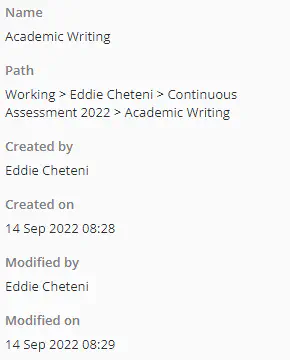 Name
Academic Writing
Path
Working > Eddie Cheteni > Continuous
Assessment 2022 > Academic Writing
Created by
Eddie Cheteni
Created on
14 Sep 2022 08:28
Modified by
Eddie Cheteni
Modified on
14 Sep 2022 08:29